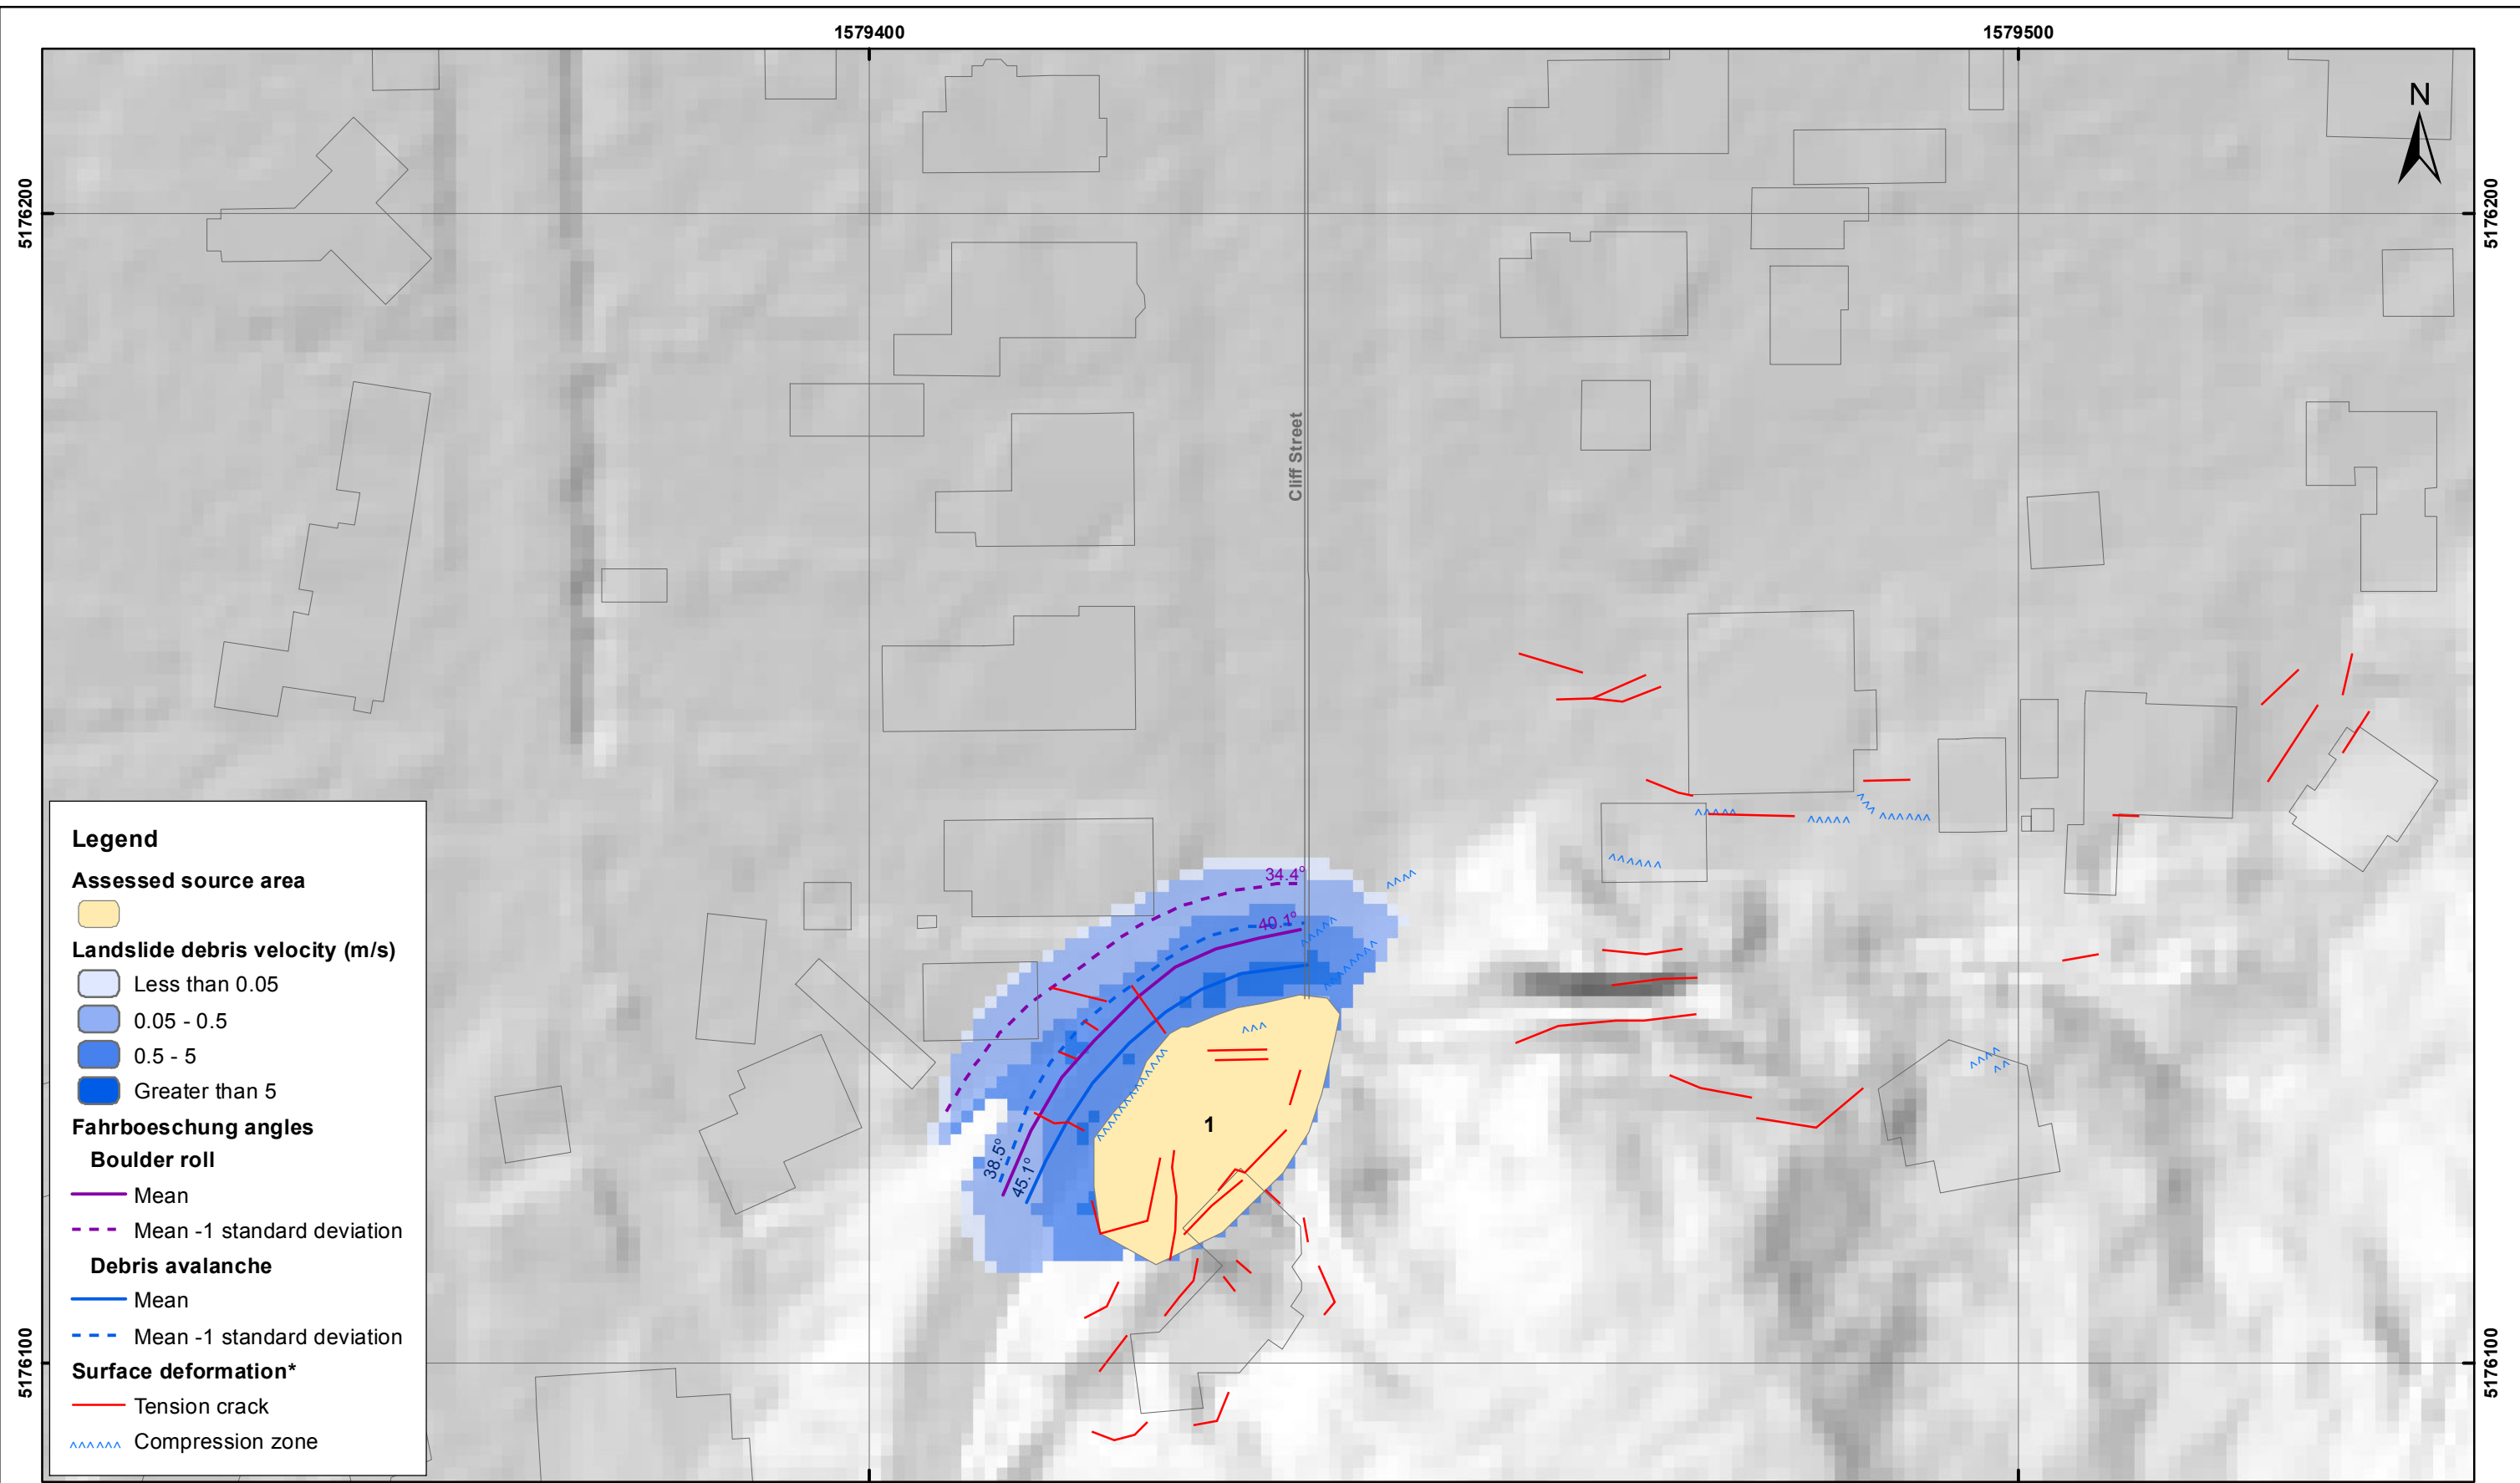 1579400
1579500
N
5176200
5176200
Cliff Street
34.4°
40.1°
38.5°
45.1°
1
5176100
5176100
Legend
Assessed source area
Landslide debris velocity (m/s)
Less than 0.05
0.05 - 0.5
0.5 - 5
Greater than 5
Fahrboeschung angles
Boulder roll
Mean
Mean -1 standard deviation
Debris avalanche
Mean
Mean -1 standard deviation
Surface deformation*
Tension crack
Compression zone